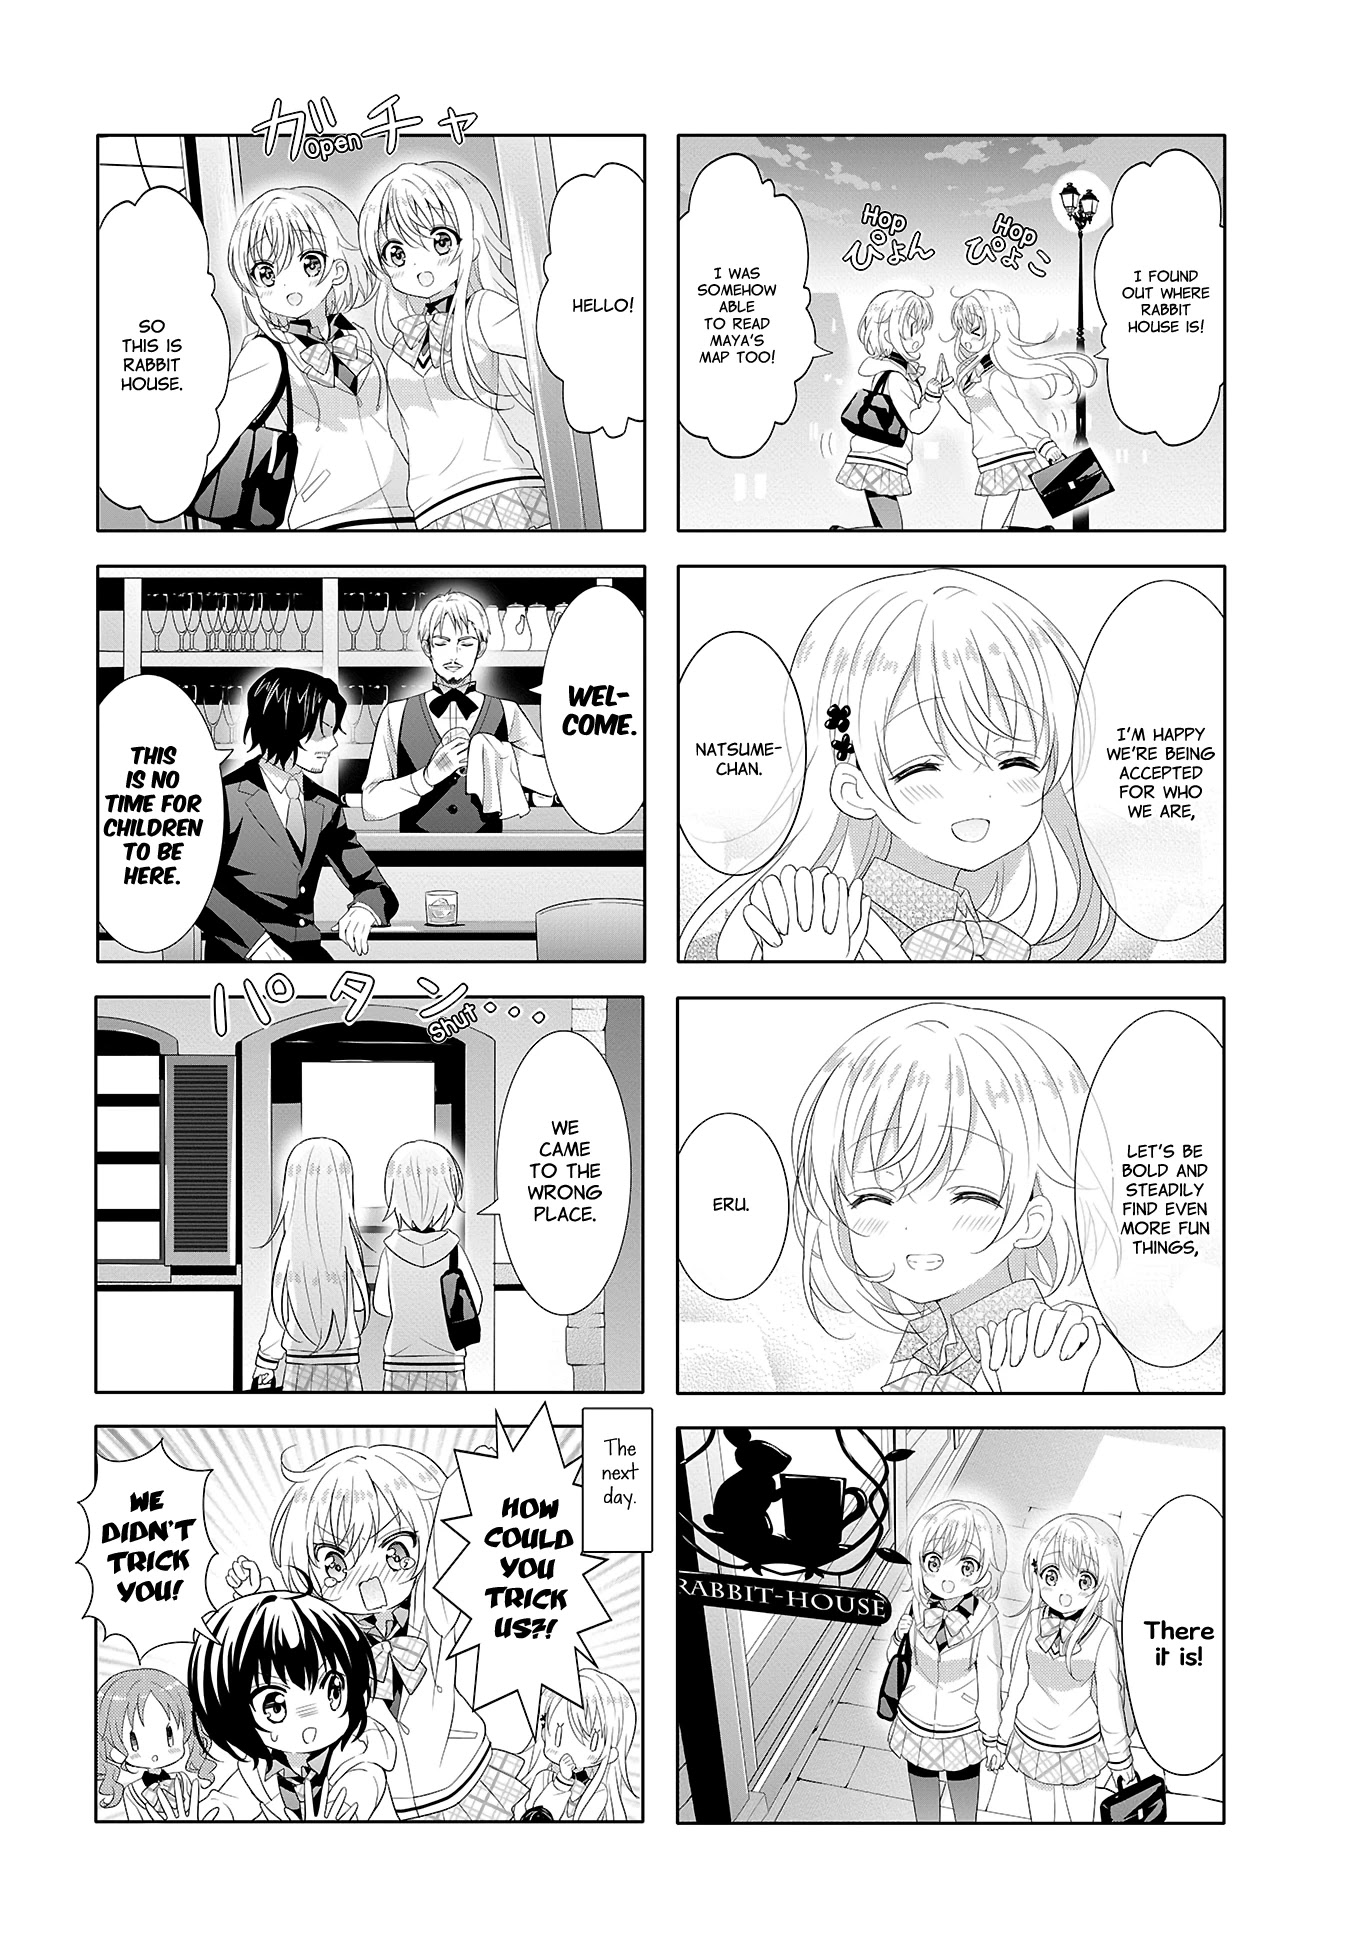 I FOUND
OUT WHERE
RABBIT
HOUSE IS!
Hop
ぴょこ
Hop
ぴょん
I WAS
SOMEHOW
ABLE
TO READ
MAYA'S
MAP TOO!
I'M HAPPY
WE'RE BEING
ACCEPTED
FOR WHO
WE ARE,
NATSUME-
CHAN.
LET'S BE
BOLD AND
STEADILY
FIND EVEN
MORE FUN
THINGS,
ERU.
RABBIT-HOUSE
There
it is!
ガチャ
Open
HELLO!
SO
THIS IS
RABBIT
HOUSE.
WEL-
COME.
THIS
IS NO
TIME FOR
CHILDREN
TO BE
HERE.
パタン...
Shut
WE
CAME
TO THE
WRONG
PLACE.
The
next
day.
HOW
COULD
YOU
TRICK
US?!
WE
DIDN'T
TRICK
YOU!